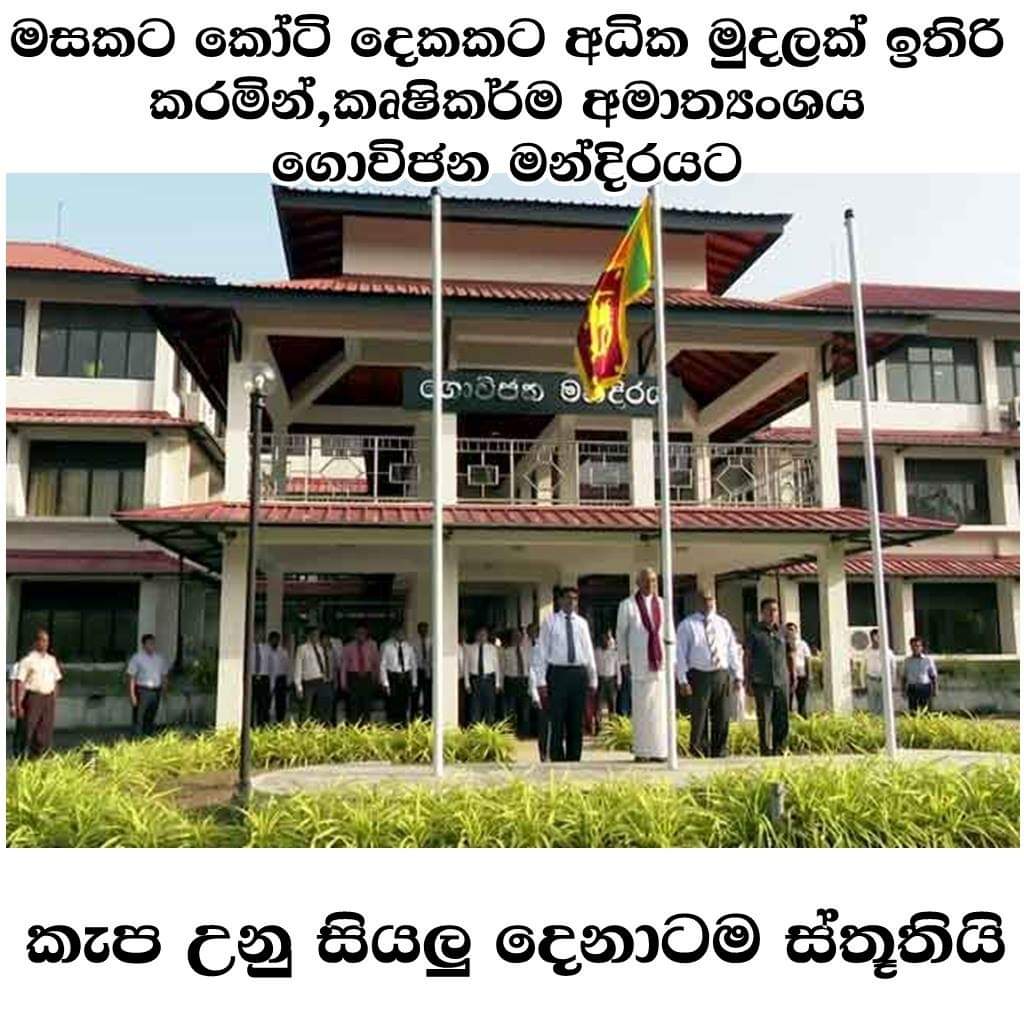 මසකට කෝටි දෙකකට අධික මුදලක් ඉතිරි
කරමින්,කෘෂිකර්ම අමාත්‍යංශය
ගොවිජන මන්දිරයට
ගොවිජන මන්දිරය
කැප උනු සියලු දෙනාටම ස්තූතියි